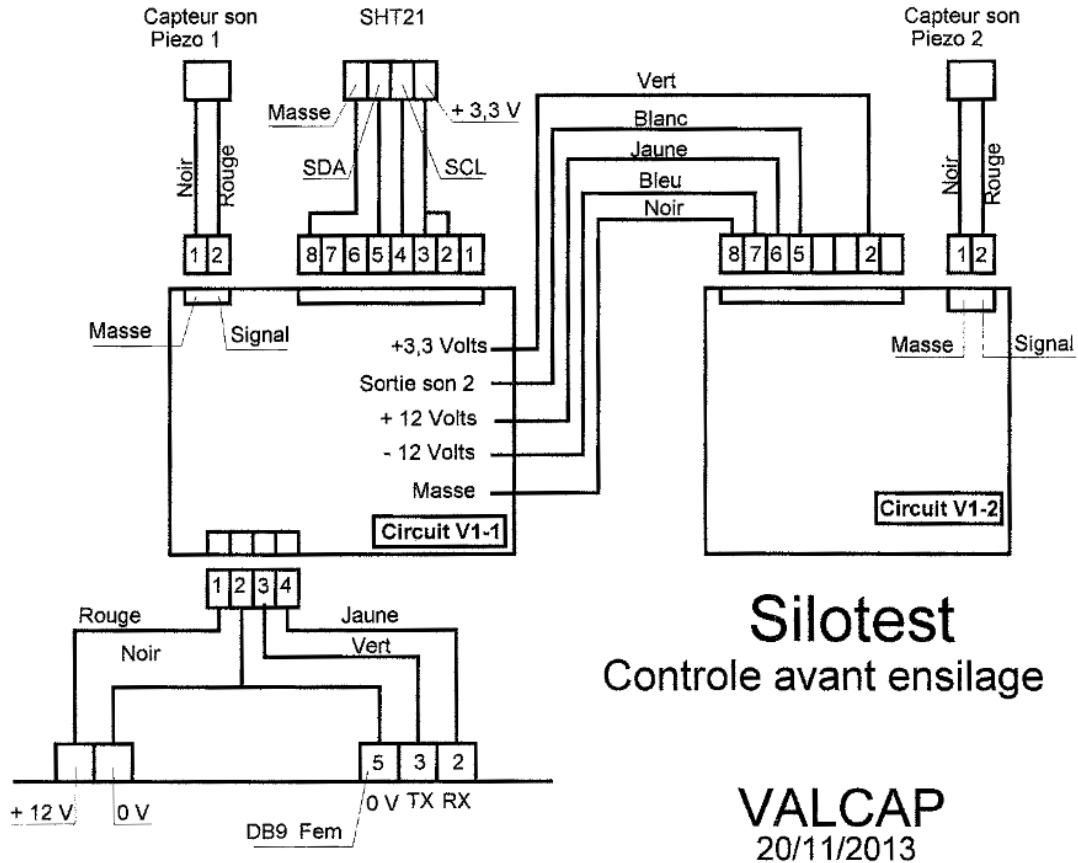 Capteur son
Piezo 1
SHT21
Capteur son
Piezo 2
Masse
+ 3,3 V
SDA
SCL
Noir
Rouge
Vert
Blanc
Jaune
Bleu
Noir
Noir
Rouge
1 2
8 7 6 5 4 3 2 1
8 7 6 5 2
1 2
Masse
Signal
Masse
Signal
+3,3 Volts
Sortie son 2
+ 12 Volts
- 12 Volts
Masse
Circuit V1-1
Circuit V1-2
1 2 3 4
Rouge
Noir
Jaune
Vert
5 3 2
+ 12 V
0 V
0 V TX RX
DB9 Fem
Silotest
Controle avant ensilage
VALCAP
20/11/2013